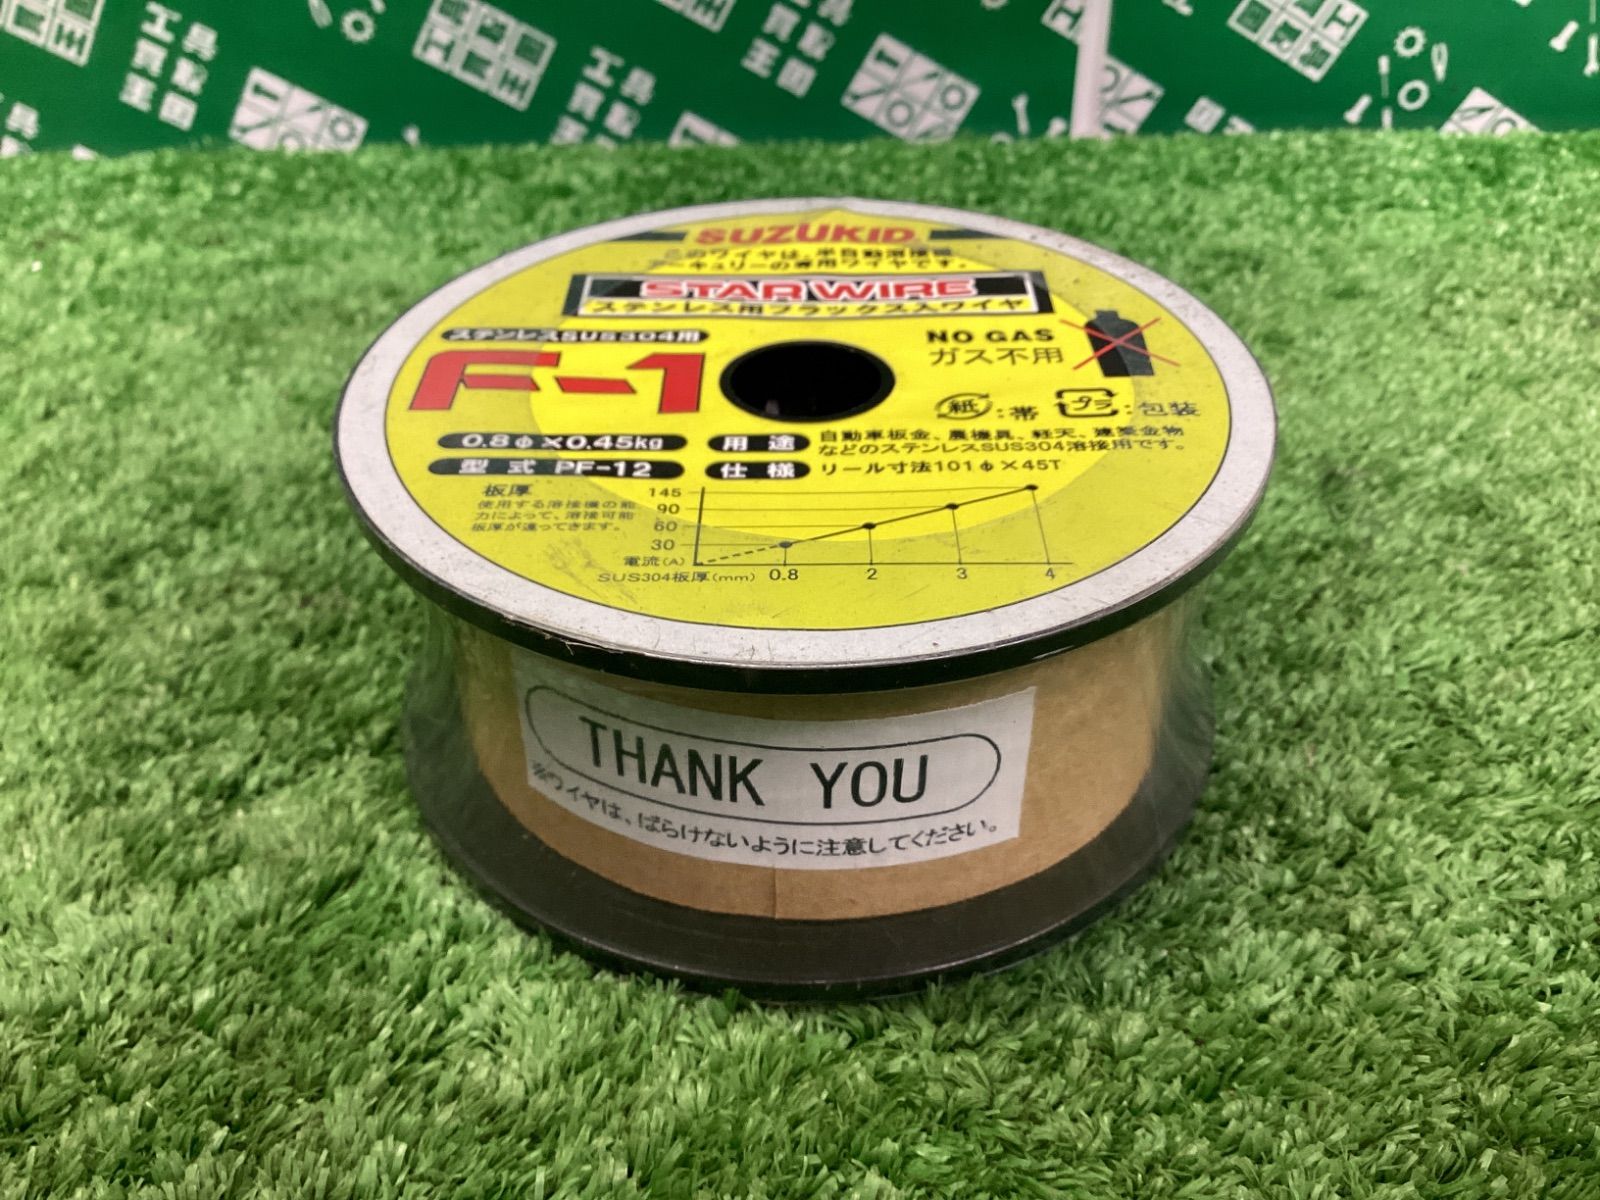 SUZUKID
このワイヤは、半自動溶接機
アーキュリーの専用ワイヤです。
STAR WIRE
ステンレス用フラックス入ワイヤ
ステンレスSUS304用
F-1
NO GAS
ガス不用
紙:帯 プラ:包装
0.8φ×0.45kg
型式 PF-12
用途 自動車板金、農機具、軽天、建築金物
などのステンレスSUS304溶接用です。
仕様 リール寸法101φ×45T
板厚
使用する溶接機の能
力によって、溶接可能
板厚が違ってきます。
145
90
60
30
電流(A)
SUS304板厚(mm) 0.8 2 3 4
THANK YOU
※ワイヤは、ばらけないように注意してください。
工具買取王国